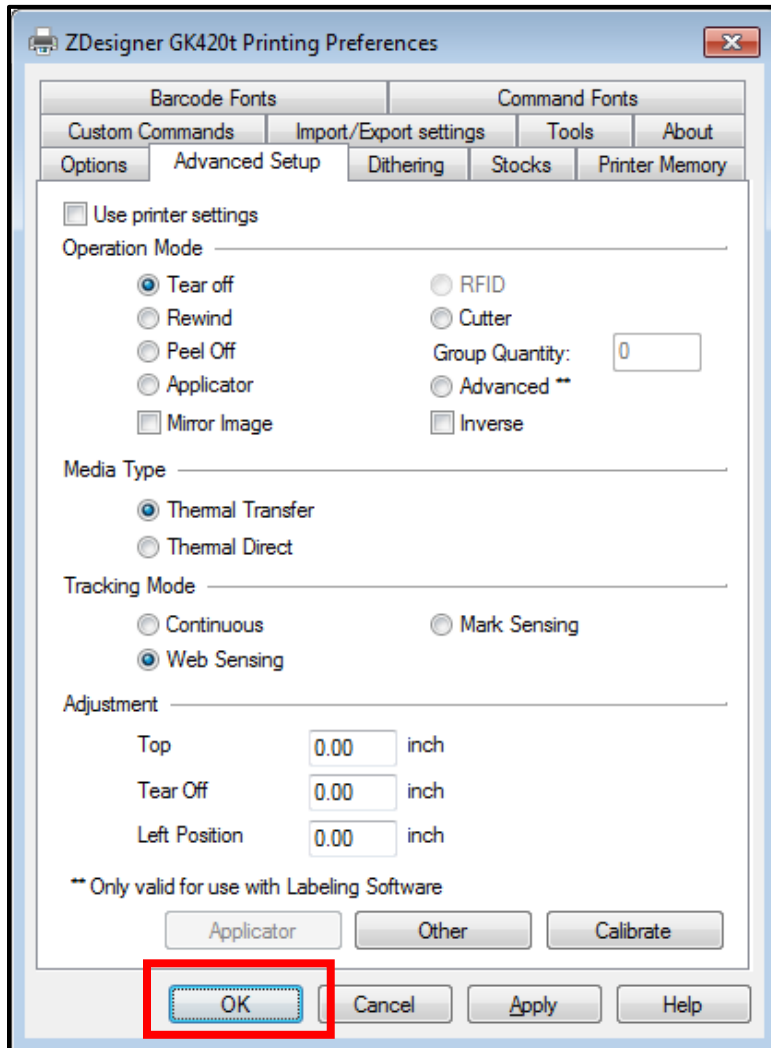 ZDesigner GK420t Printing Preferences
Barcode Fonts Command Fonts
Custom Commands Import/Export settings Tools About
Options Advanced Setup Dithering Stocks Printer Memory
Use printer settings
Operation Mode
Tear off RFID
Rewind Cutter
Peel Off Group Quantity: 0
Applicator Advanced **
Mirror Image Inverse
Media Type
Thermal Transfer
Thermal Direct
Tracking Mode
Continuous Mark Sensing
Web Sensing
Adjustment
Top 0.00 inch
Tear Off 0.00 inch
Left Position 0.00 inch
** Only valid for use with Labeling Software
Applicator Other Calibrate
OK Cancel Apply Help